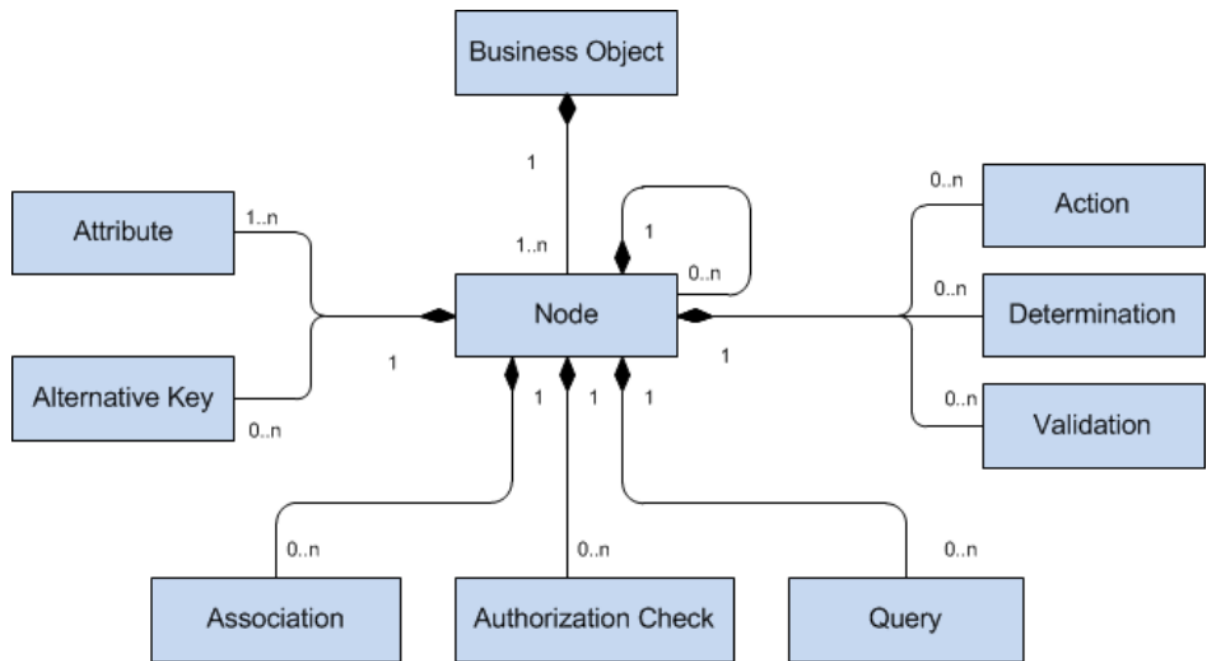 Business Object
1
1..n
1
0..n
Node
Attribute
1..n
Alternative Key
0..n
1
0..n
Action
0..n
Determination
0..n
Validation
1
1
1
1
0..n
0..n
0..n
Association
Authorization Check
Query